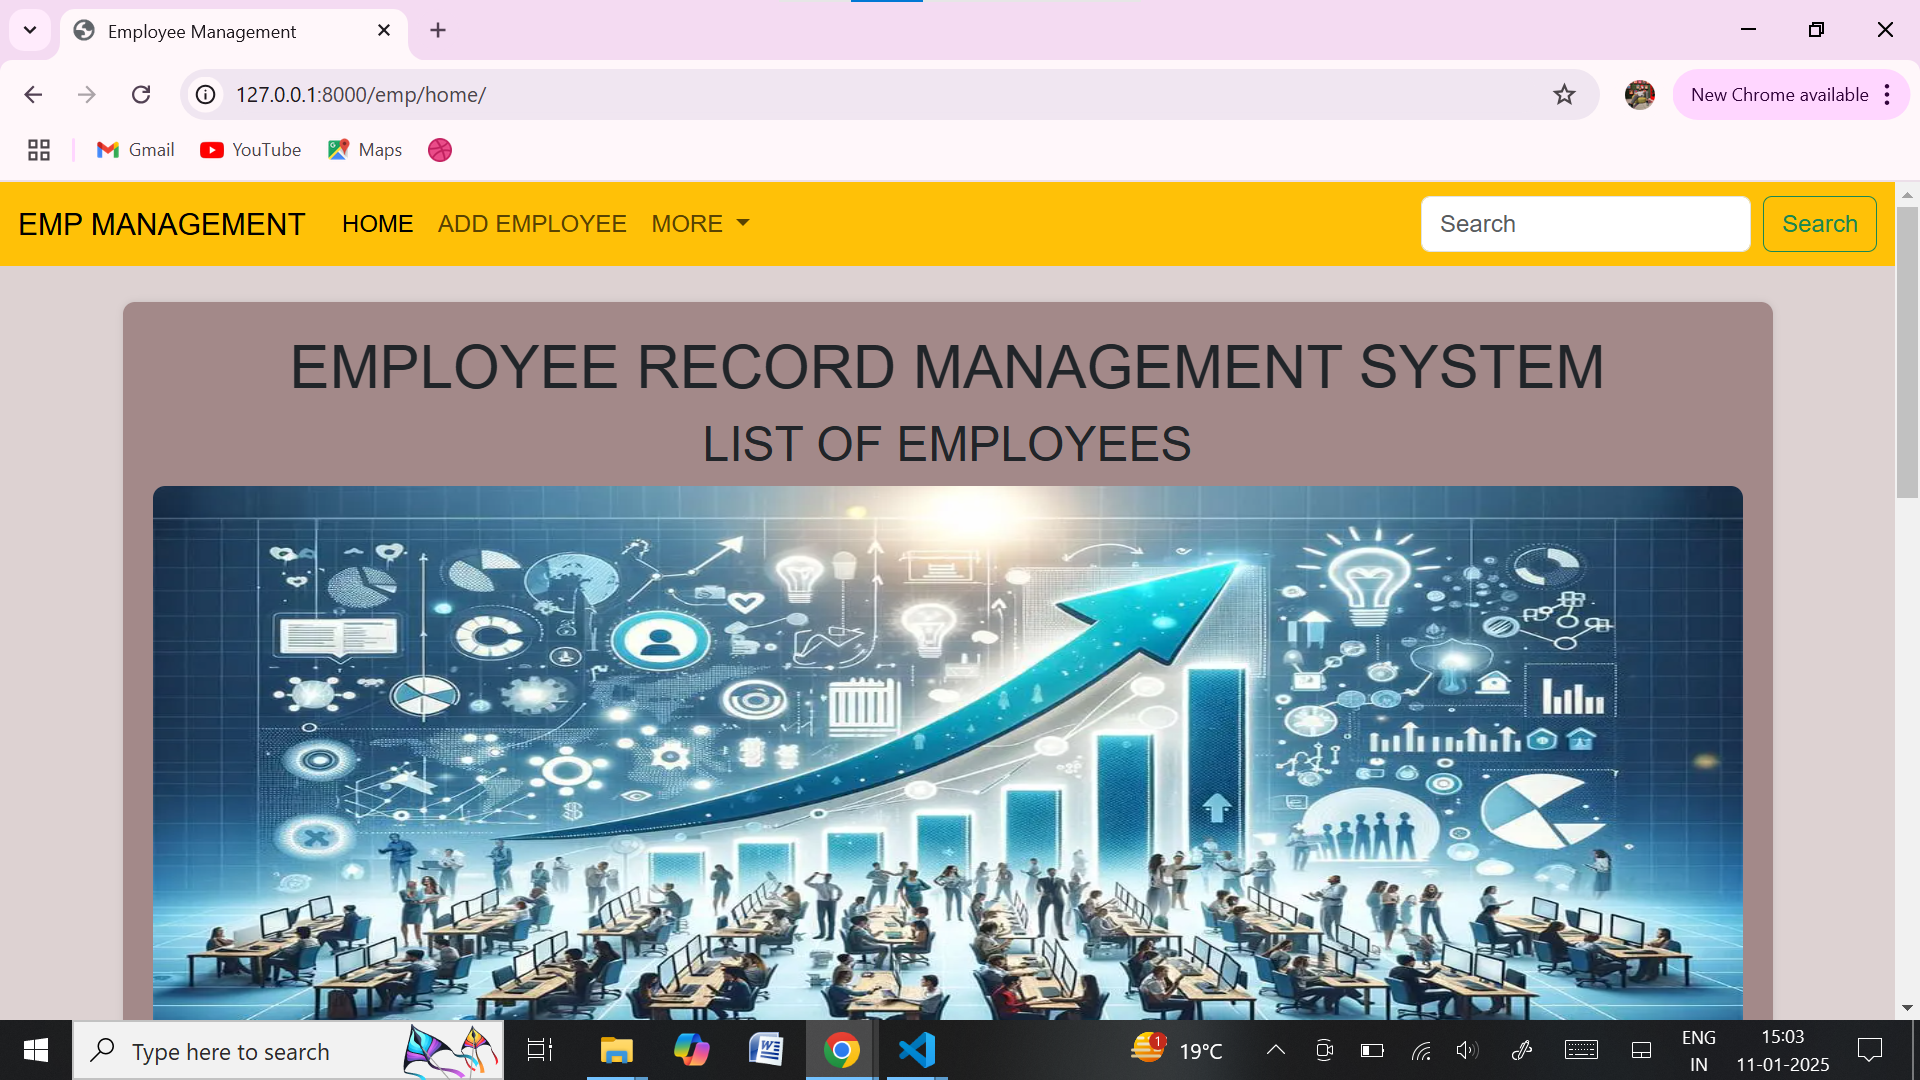 Employee Management
127.0.0.1:8000/emp/home/
New Chrome available
Gmail
YouTube
Maps
EMP MANAGEMENT
HOME
ADD EMPLOYEE
MORE
Search
Search
EMPLOYEE RECORD MANAGEMENT SYSTEM
LIST OF EMPLOYEES
Type here to search
1
19°C
ENG
IN
15:03
11-01-2025